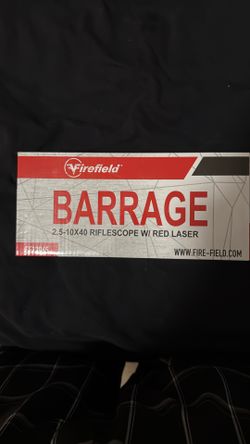 Firefield
BARRAGE
2.5-10X40 RIFLESCOPE W/ RED LASER
WWW.FIRE-FIELD.COM